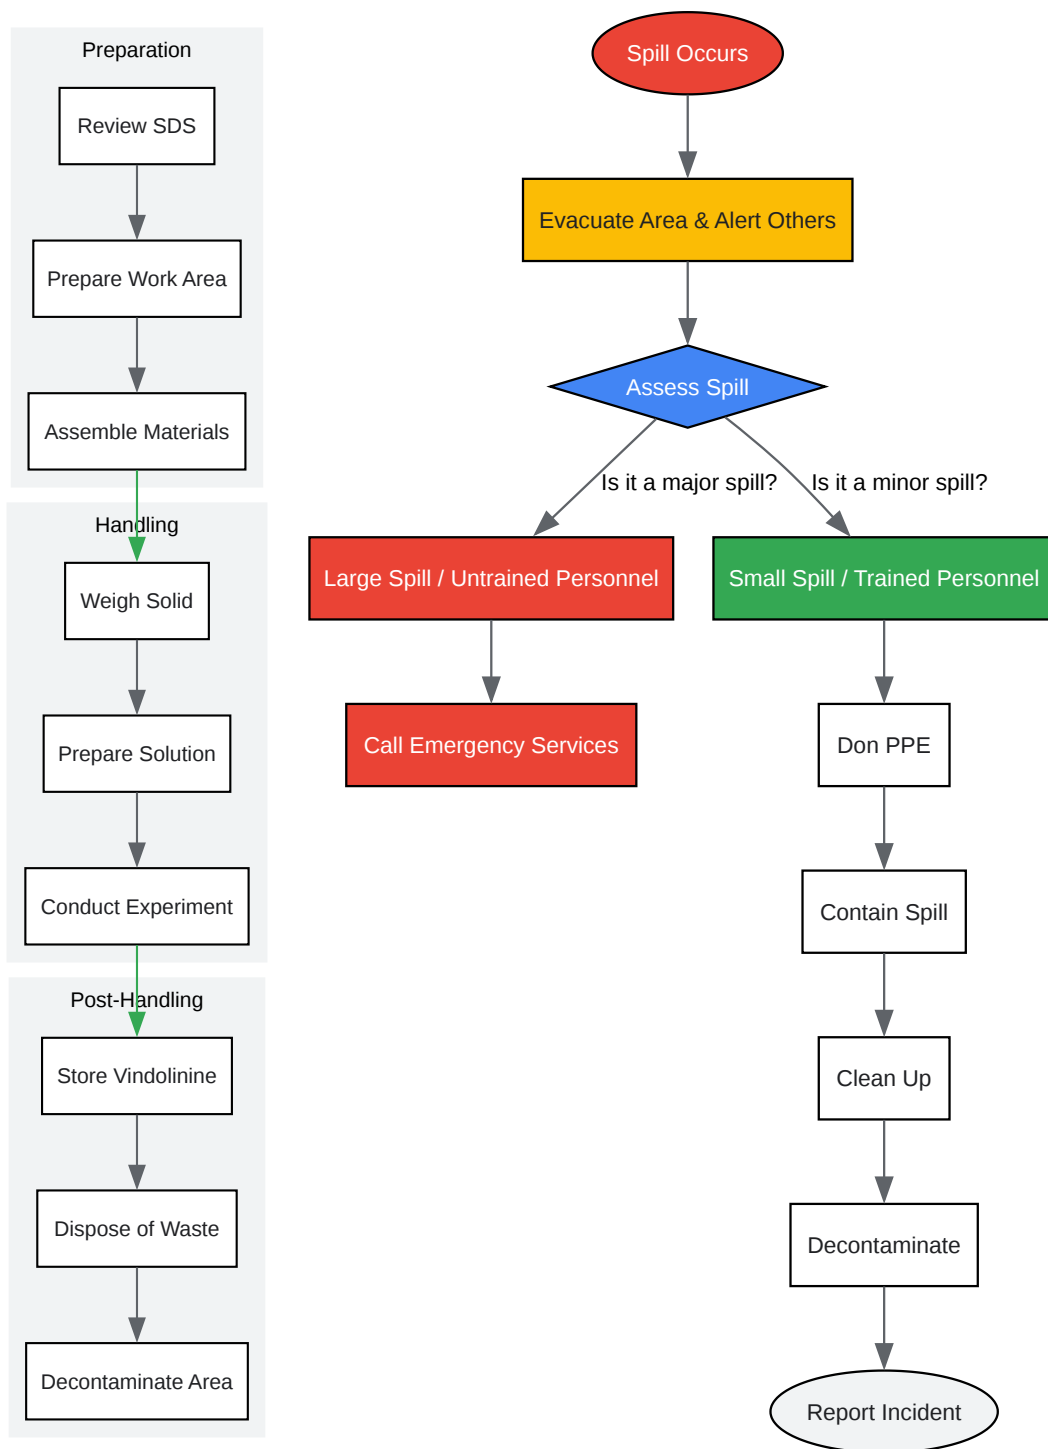 Preparation
Review SDS
Prepare Work Area
Assemble Materials
Handling
Weigh Solid
Prepare Solution
Conduct Experiment
Post-Handling
Store Vindolinine
Dispose of Waste
Decontaminate Area
Spill Occurs
Evacuate Area & Alert Others
Assess Spill
Is it a major spill?
Is it a minor spill?
Large Spill / Untrained Personnel
Small Spill / Trained Personnel
Call Emergency Services
Don PPE
Contain Spill
Clean Up
Decontaminate
Report Incident